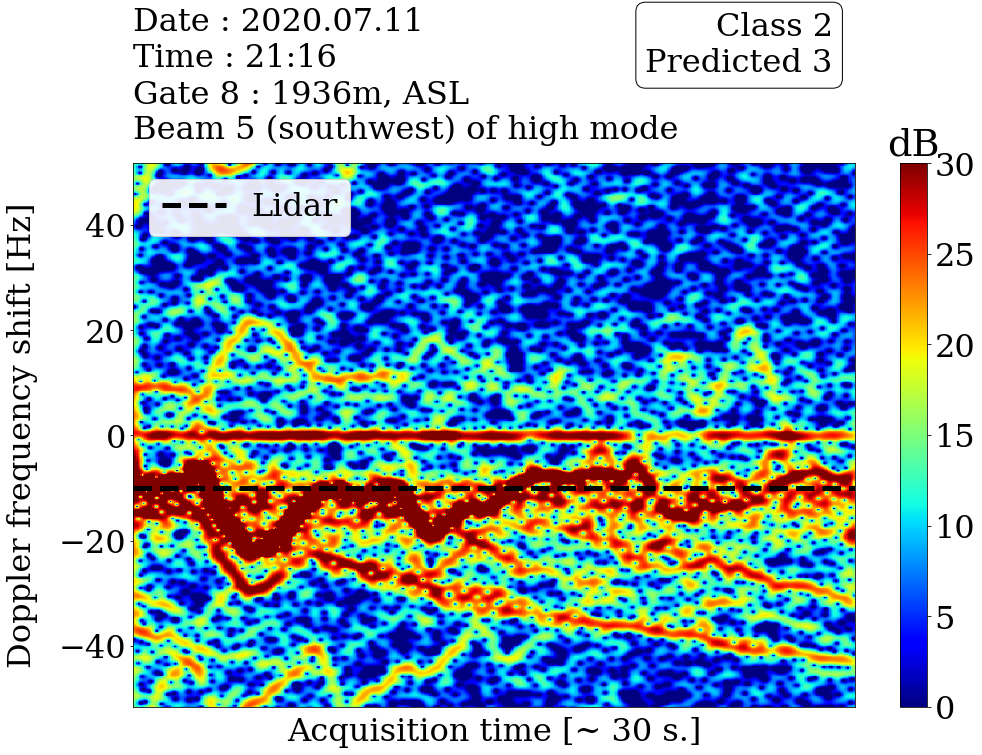 Date : 2020.07.11
Time : 21:16
Gate 8 : 1936m, ASL
Beam 5 (southwest) of high mode
Class 2
Predicted 3
dB
30
25
20
15
10
5
0
Lidar
40
20
0
−20
−40
Doppler frequency shift [Hz]
Acquisition time [~ 30 s.]